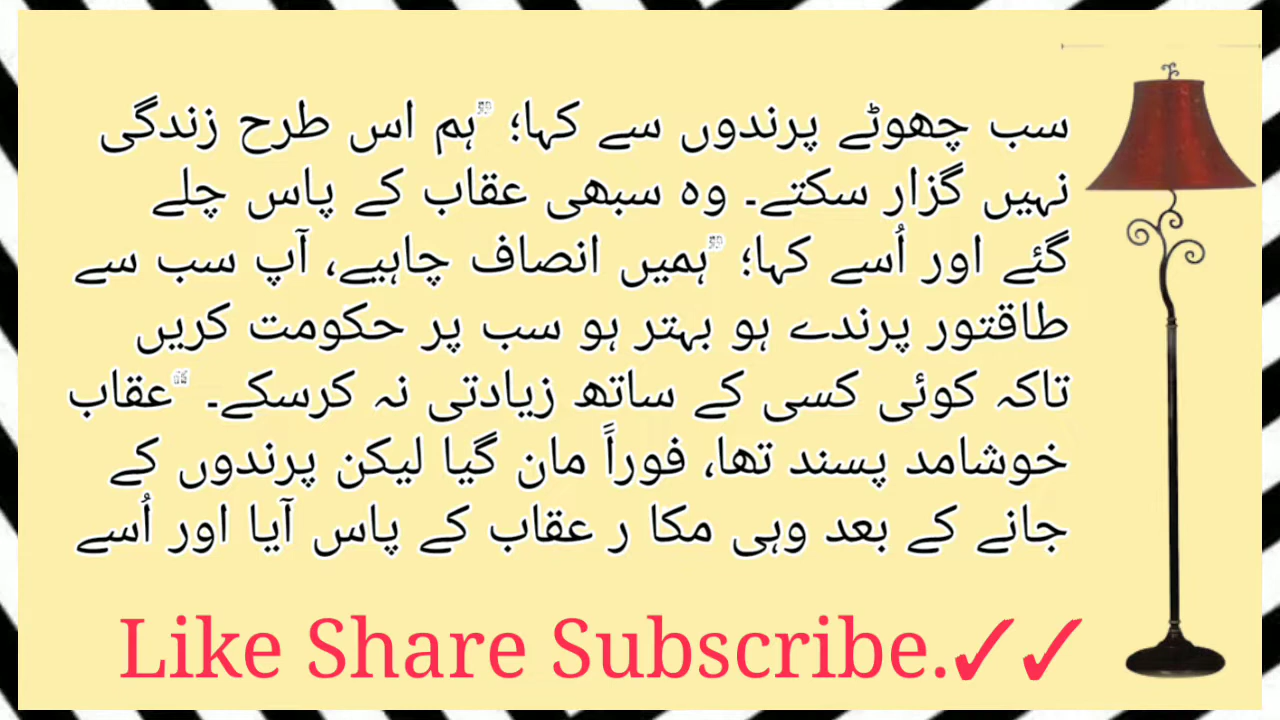 سب چھوٹے پرندوں سے کہا؛ ”ہم اس طرح زندگی
نہیں گزار سکتے۔ وہ سبھی عقاب کے پاس چلے
گئے اور اُسے کہا؛ ”ہمیں انصاف چاہیے، آپ سب سے
طاقتور پرندے ہو بہتر ہو سب پر حکومت کریں
تاکہ کوئی کسی کے ساتھ زیادتی نہ کرسکے۔ “عقاب
خوشامد پسند تھا، فوراََ مان گیا لیکن پرندوں کے
جانے کے بعد وہی مکا ر عقاب کے پاس آیا اور اُسے
Like Share Subscribe.✓✓